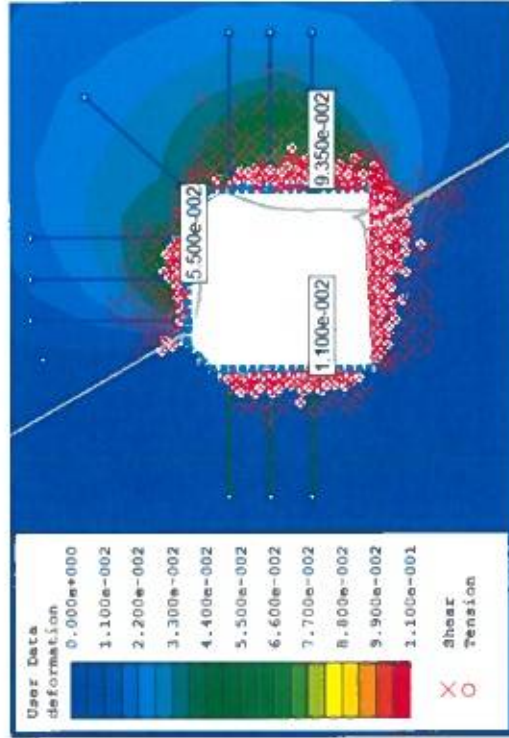 User Data
deformation
0.000e+000
1.100e-002
2.200e-002
3.300e-002
4.400e-002
5.500e-002
6.600e-002
7.700e-002
8.800e-002
9.900e-002
1.100e-001
X Shear
O Tension
5.500e-002
9.350e-002
1.100e-002